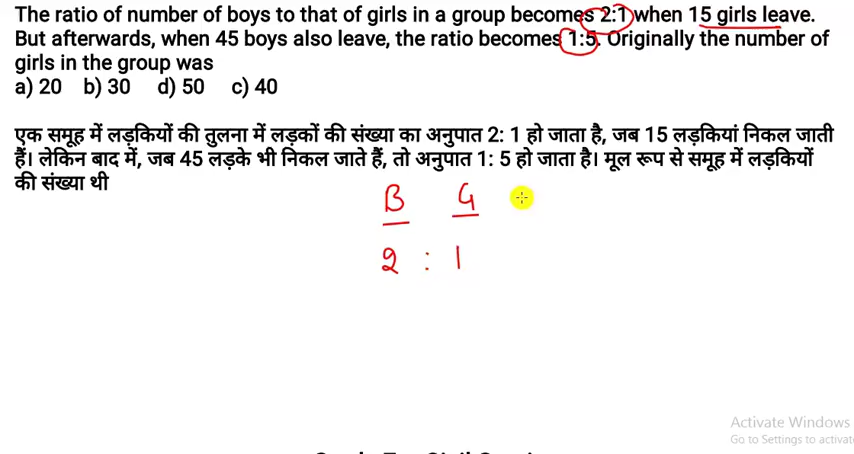 The ratio of number of boys to that of girls in a group becomes 2:1 when 15 girls leave.
But afterwards, when 45 boys also leave, the ratio becomes 1:5. Originally the number of
girls in the group was
a) 20 b) 30 d) 50 c) 40
एक समूह में लड़कियों की तुलना में लड़कों की संख्या का अनुपात 2: 1 हो जाता है, जब 15 लड़कियां निकल जाती
हैं। लेकिन बाद में, जब 45 लड़के भी निकल जाते हैं, तो अनुपात 1: 5 हो जाता है। मूल रूप से समूह में लड़कियों
की संख्या थी
B G
2 : 1
Activate Windows
Go to Settings to activat